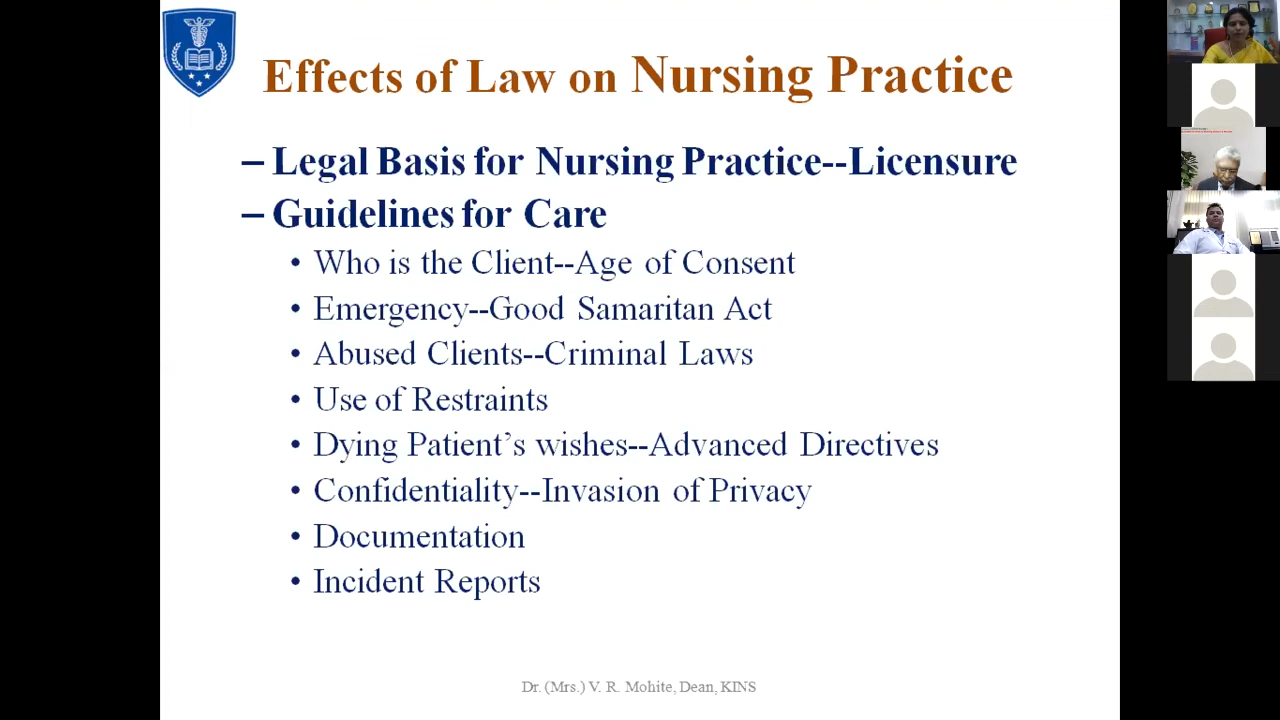 Effects of Law on Nursing Practice
– Legal Basis for Nursing Practice--Licensure
– Guidelines for Care
• Who is the Client--Age of Consent
• Emergency--Good Samaritan Act
• Abused Clients--Criminal Laws
• Use of Restraints
• Dying Patient’s wishes--Advanced Directives
• Confidentiality--Invasion of Privacy
• Documentation
• Incident Reports
Dr. (Mrs.) V. R. Mohite, Dean, KINS